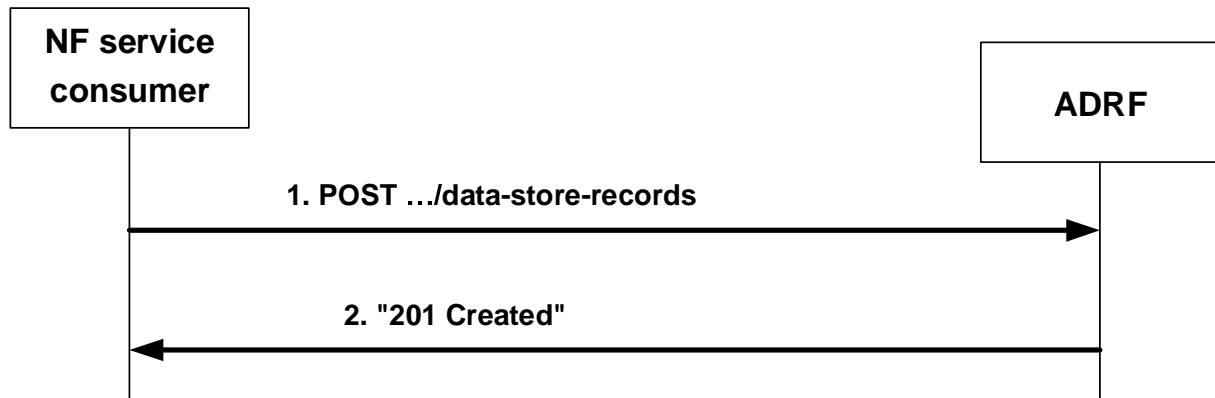 NF service
consumer
ADRF
1. POST …/data-store-records
2. "201 Created"